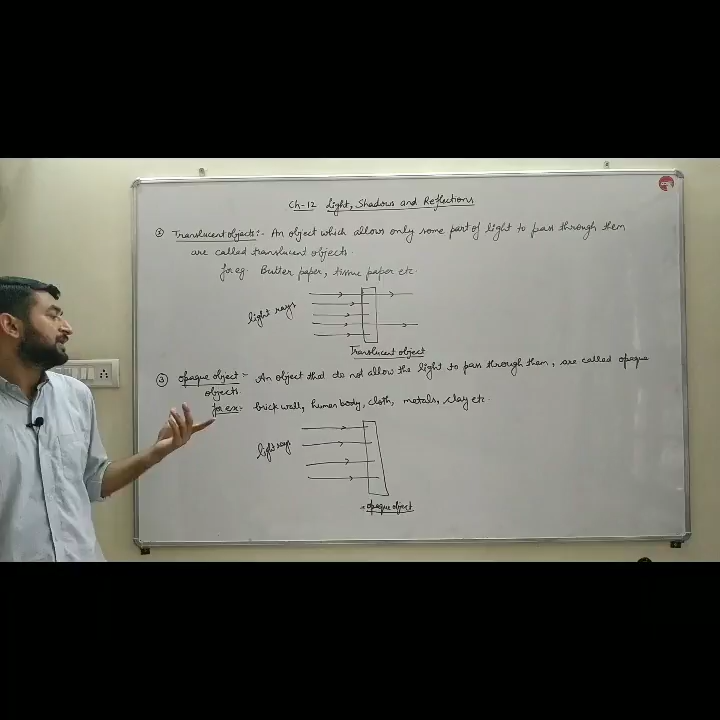 Ch-12 Light, Shadows and Reflections
② Translucent objects:- An object which allows only some part of light to pass through them
are called translucent objects.
for eg. Butter paper, tissue paper etc.
light rays
Translucent object
③ opaque object:- An object that do not allow the light to pass through them, are called opaque
objects.
for ex:- brick wall, human body, cloth, metals, clay etc.
light rays
opaque object